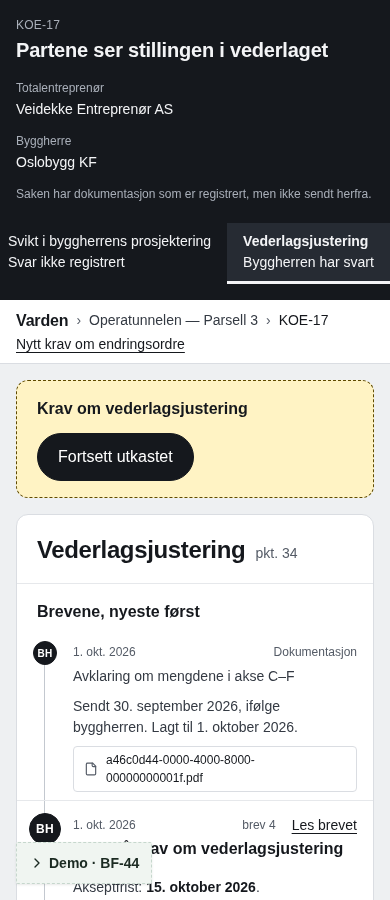 KOE-17
Partene ser stillingen i vederlaget
Totalentreprenør
Veidekke Entreprenør AS
Byggherre
Oslobygg KF
Saken har dokumentasjon som er registrert, men ikke sendt herfra.
Svikt i byggherrens prosjektering
Svar ikke registrert
Vederlagsjustering
Byggherren har svart
Varden › Operatunnelen — Parsell 3 › KOE-17
Nytt krav om endringsordre
Krav om vederlagsjustering
Fortsett utkastet
Vederlagsjustering pkt. 34
Brevene, nyeste først
BH 1. okt. 2026 Dokumentasjon
Avklaring om mengdene i akse C–F
Sendt 30. september 2026, ifølge
byggherren. Lagt til 1. oktober 2026.
a46c0d44-0000-4000-8000-
00000000001f.pdf
BH 1. okt. 2026 brev 4 Les brevet
av om vederlagsjustering
Demo · BF-44
Akseptfrist: 15. oktober 2026.